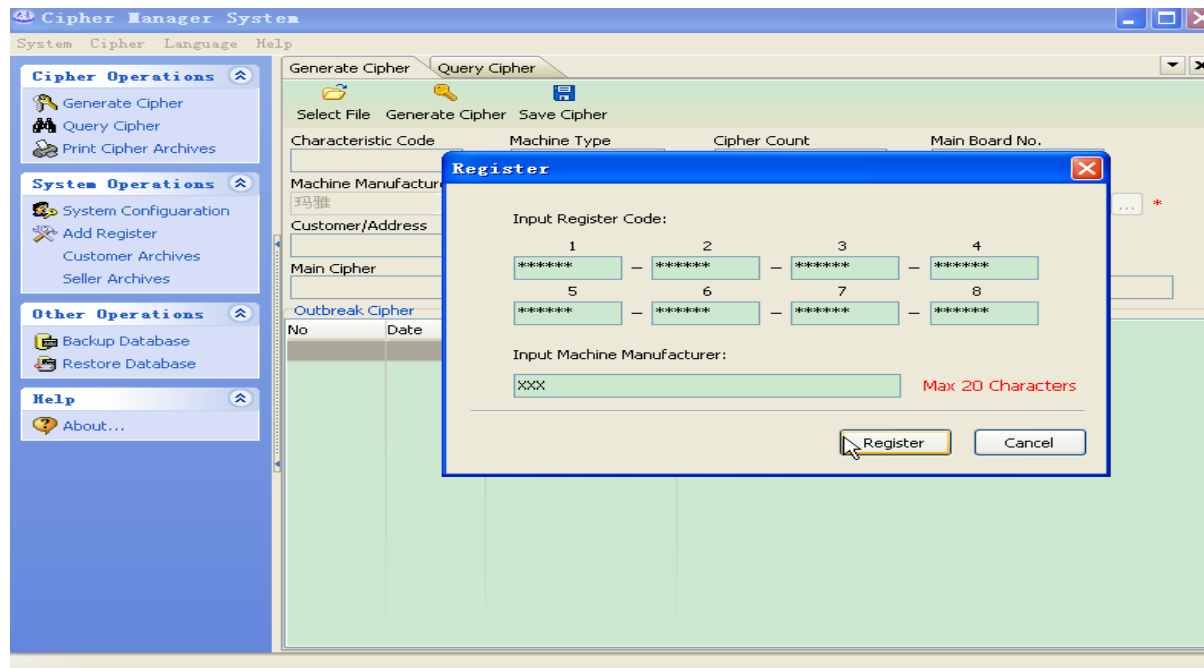 Cipher Manager System
System Cipher Language Help
Cipher Operations
Generate Cipher
Query Cipher
Print Cipher Archives
System Operations
System Configuaration
Add Register
Customer Archives
Seller Archives
Other Operations
Backup Database
Restore Database
Help
About...
Generate Cipher Query Cipher
Select File Generate Cipher Save Cipher
Characteristic Code Machine Type Cipher Count Main Board No.
Machine Manufacture
玛雅 ... *
Customer/Address
Main Cipher
Outbreak Cipher
No Date
Register
Input Register Code:
1 2 3 4
****** – ****** – ****** – ******
5 6 7 8
****** – ****** – ****** – ******
Input Machine Manufacturer:
XXX Max 20 Characters
Register Cancel